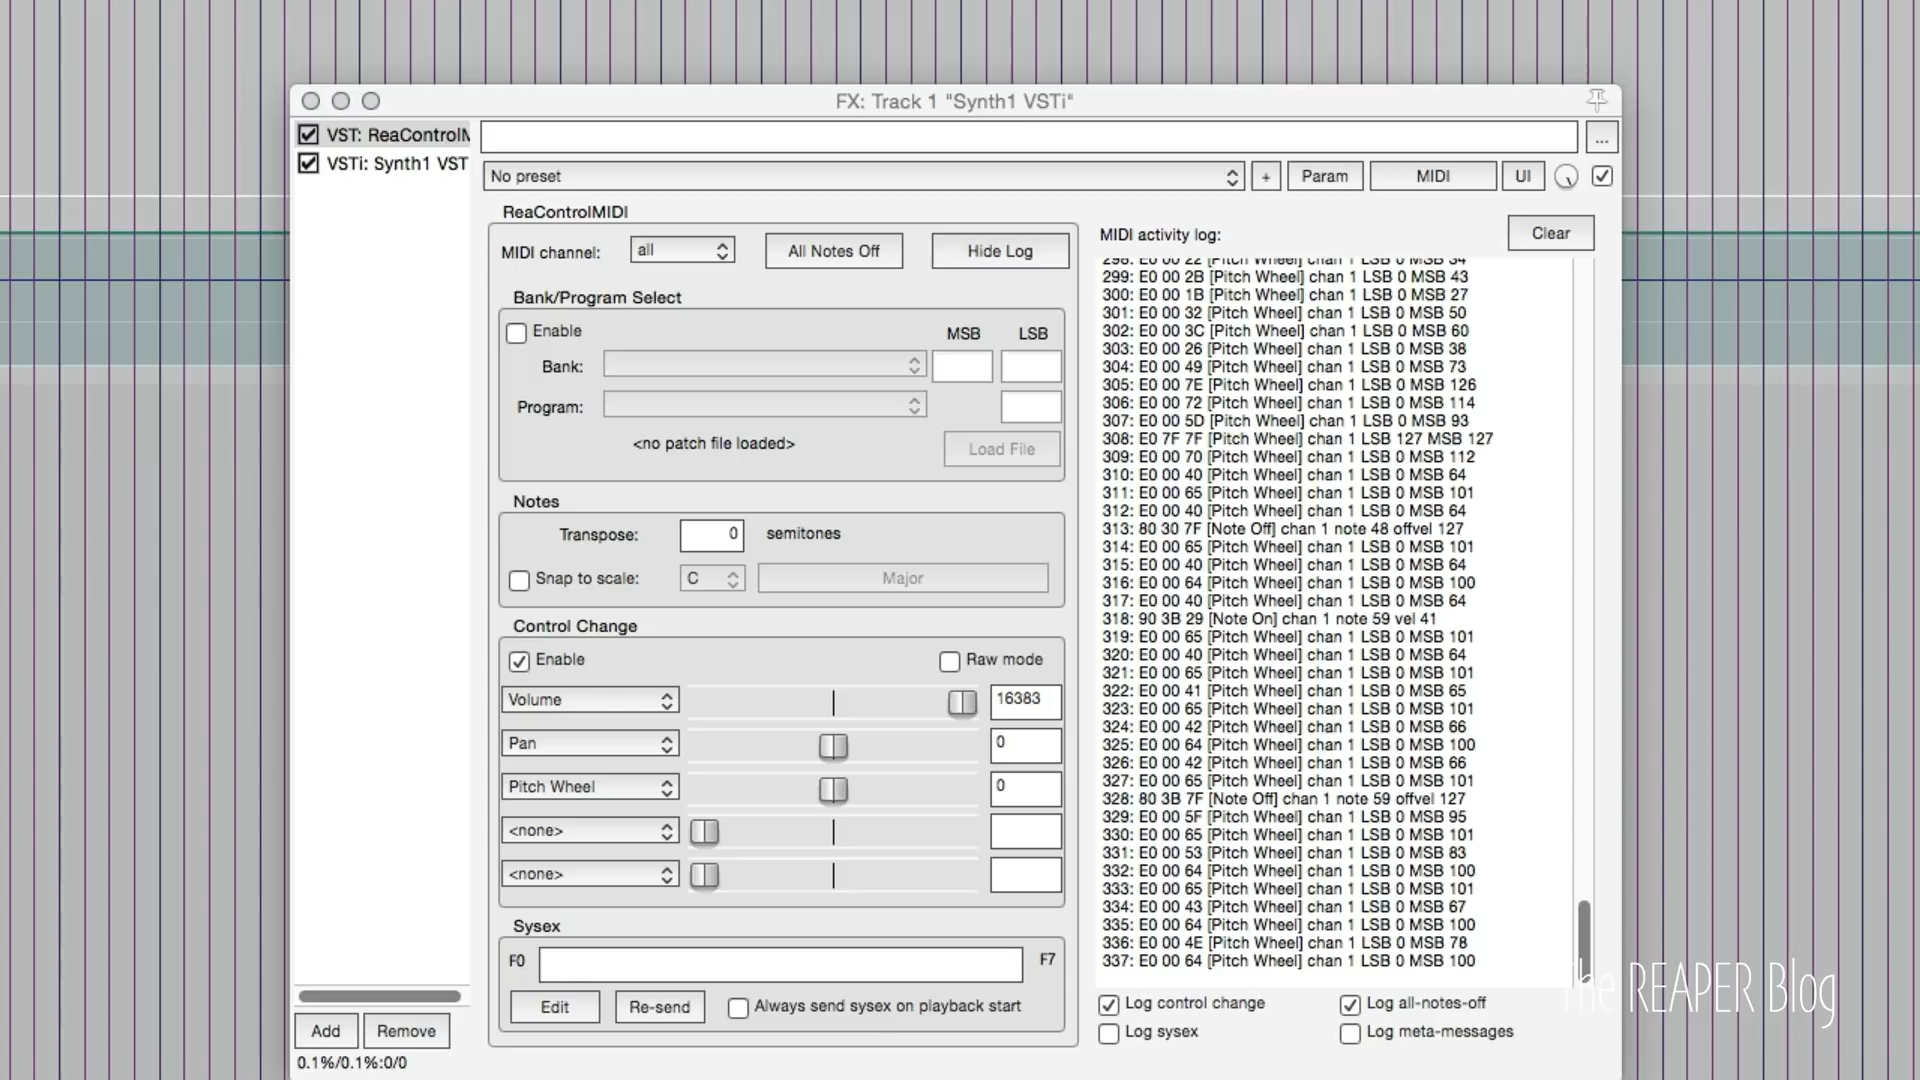 FX: Track 1 "Synth1 VSTi"
VST: ReaControlM
VSTi: Synth1 VST
...
No preset
+
Param
MIDI
UI
ReaControlMIDI
MIDI channel:
all
All Notes Off
Hide Log
Bank/Program Select
Enable
MSB
LSB
Bank:
Program:
<no patch file loaded>
Load File
Notes
Transpose:
0
semitones
Snap to scale:
C
Major
Control Change
Enable
Raw mode
Volume
16383
Pan
0
Pitch Wheel
0
<none>
<none>
Sysex
F0
F7
Edit
Re-send
Always send sysex on playback start
MIDI activity log:
Clear
298: E0 00 22 [Pitch Wheel] chan 1 LSB 0 MSB 34
299: E0 00 2B [Pitch Wheel] chan 1 LSB 0 MSB 43
300: E0 00 1B [Pitch Wheel] chan 1 LSB 0 MSB 27
301: E0 00 32 [Pitch Wheel] chan 1 LSB 0 MSB 50
302: E0 00 3C [Pitch Wheel] chan 1 LSB 0 MSB 60
303: E0 00 26 [Pitch Wheel] chan 1 LSB 0 MSB 38
304: E0 00 49 [Pitch Wheel] chan 1 LSB 0 MSB 73
305: E0 00 7E [Pitch Wheel] chan 1 LSB 0 MSB 126
306: E0 00 72 [Pitch Wheel] chan 1 LSB 0 MSB 114
307: E0 00 5D [Pitch Wheel] chan 1 LSB 0 MSB 93
308: E0 7F 7F [Pitch Wheel] chan 1 LSB 127 MSB 127
309: E0 00 70 [Pitch Wheel] chan 1 LSB 0 MSB 112
310: E0 00 40 [Pitch Wheel] chan 1 LSB 0 MSB 64
311: E0 00 65 [Pitch Wheel] chan 1 LSB 0 MSB 101
312: E0 00 40 [Pitch Wheel] chan 1 LSB 0 MSB 64
313: 80 30 7F [Note Off] chan 1 note 48 offvel 127
314: E0 00 65 [Pitch Wheel] chan 1 LSB 0 MSB 101
315: E0 00 40 [Pitch Wheel] chan 1 LSB 0 MSB 64
316: E0 00 64 [Pitch Wheel] chan 1 LSB 0 MSB 100
317: E0 00 40 [Pitch Wheel] chan 1 LSB 0 MSB 64
318: 90 3B 29 [Note On] chan 1 note 59 vel 41
319: E0 00 65 [Pitch Wheel] chan 1 LSB 0 MSB 101
320: E0 00 40 [Pitch Wheel] chan 1 LSB 0 MSB 64
321: E0 00 65 [Pitch Wheel] chan 1 LSB 0 MSB 101
322: E0 00 41 [Pitch Wheel] chan 1 LSB 0 MSB 65
323: E0 00 65 [Pitch Wheel] chan 1 LSB 0 MSB 101
324: E0 00 42 [Pitch Wheel] chan 1 LSB 0 MSB 66
325: E0 00 64 [Pitch Wheel] chan 1 LSB 0 MSB 100
326: E0 00 42 [Pitch Wheel] chan 1 LSB 0 MSB 66
327: E0 00 65 [Pitch Wheel] chan 1 LSB 0 MSB 101
328: 80 3B 7F [Note Off] chan 1 note 59 offvel 127
329: E0 00 5F [Pitch Wheel] chan 1 LSB 0 MSB 95
330: E0 00 65 [Pitch Wheel] chan 1 LSB 0 MSB 101
331: E0 00 53 [Pitch Wheel] chan 1 LSB 0 MSB 83
332: E0 00 64 [Pitch Wheel] chan 1 LSB 0 MSB 100
333: E0 00 65 [Pitch Wheel] chan 1 LSB 0 MSB 101
334: E0 00 43 [Pitch Wheel] chan 1 LSB 0 MSB 67
335: E0 00 64 [Pitch Wheel] chan 1 LSB 0 MSB 100
336: E0 00 4E [Pitch Wheel] chan 1 LSB 0 MSB 78
337: E0 00 64 [Pitch Wheel] chan 1 LSB 0 MSB 100
Log control change
Log all-notes-off
Log sysex
Log meta-messages
Add
Remove
0.1%/0.1%:0/0
The REAPER Blog